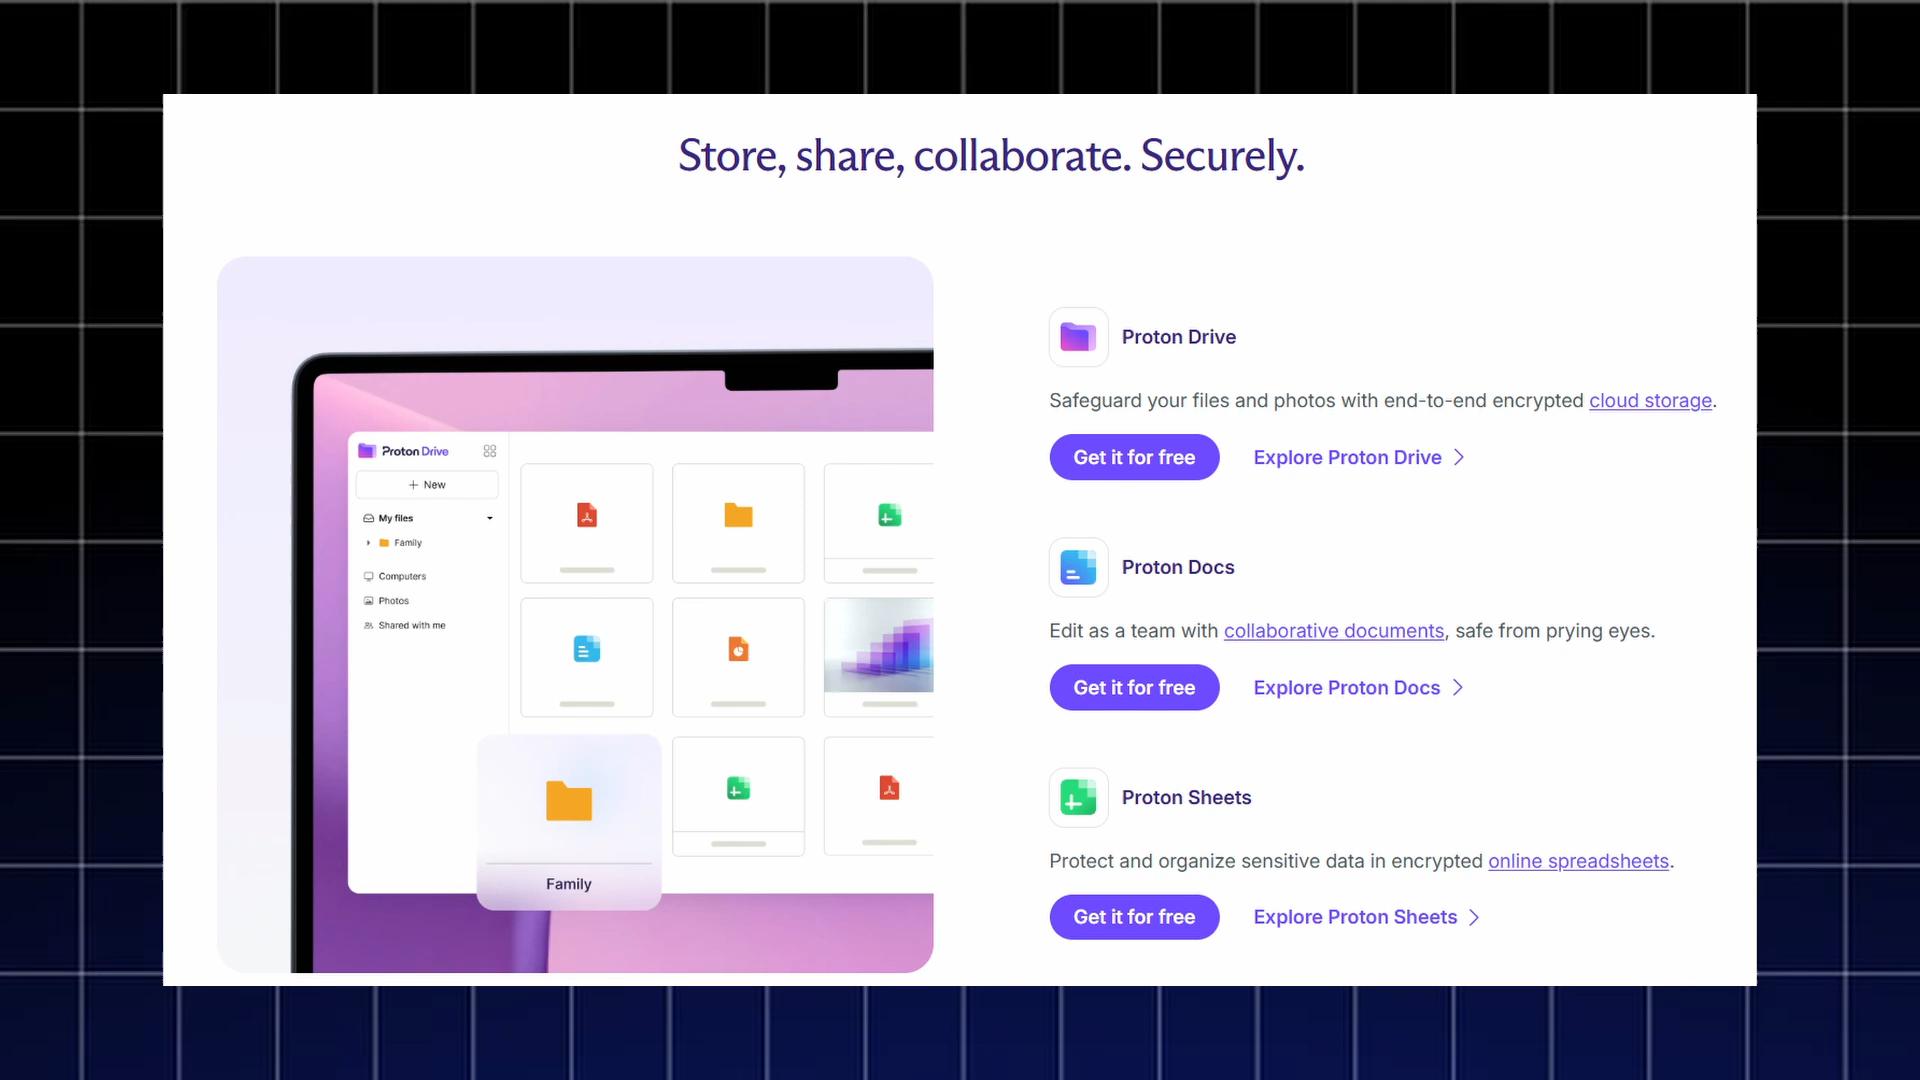 Store, share, collaborate. Securely.
Proton Drive
New
My files
Family
Computers
Photos
Shared with me
Family
Proton Drive
Safeguard your files and photos with end-to-end encrypted cloud storage.
Get it for free
Explore Proton Drive
Proton Docs
Edit as a team with collaborative documents, safe from prying eyes.
Get it for free
Explore Proton Docs
Proton Sheets
Protect and organize sensitive data in encrypted online spreadsheets.
Get it for free
Explore Proton Sheets